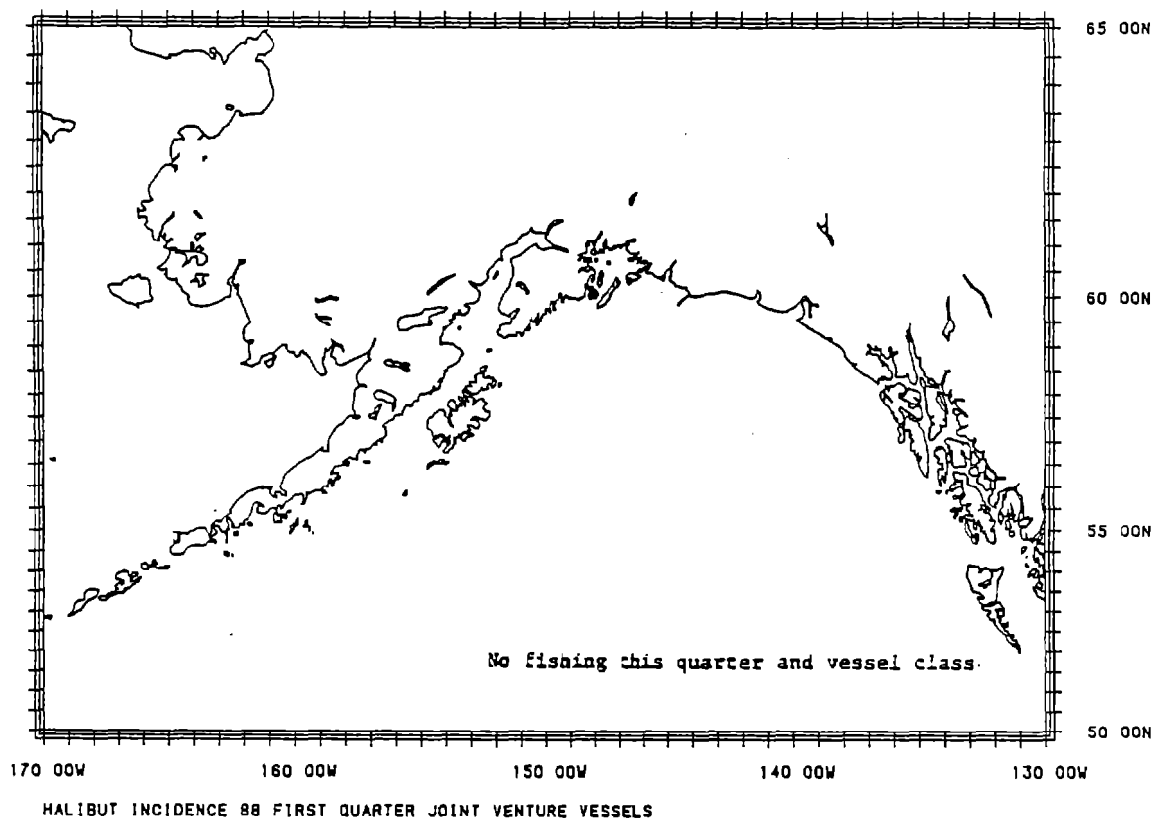 65 00N
60 00N
55 00N
No fishing this quarter and vessel class
50 00N
170 00W 160 00W 150 00W 140 00W 130 00W
HALIBUT INCIDENCE 88 FIRST QUARTER JOINT VENTURE VESSELS